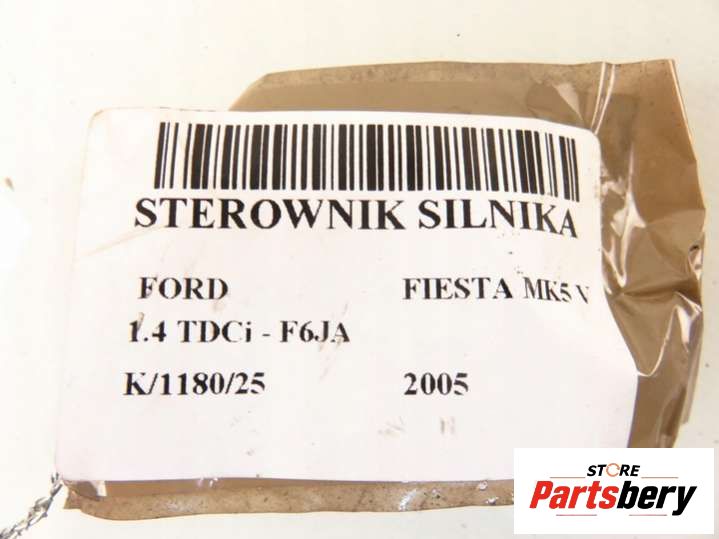 STEROWNIK SILNIKA
FORD FIESTA MK5 V
1.4 TDCi - F6JA
K/1180/25 2005
STORE
Partsbery